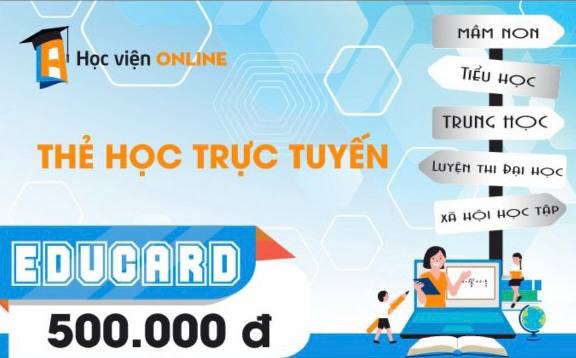 Học viện ONLINE
THẺ HỌC TRỰC TUYẾN
EDUCARD
500.000 đ
MẦM NON
TIỂU HỌC
TRUNG HỌC
LUYỆN THI ĐẠI HỌC
XÃ HỘI HỌC TẬP